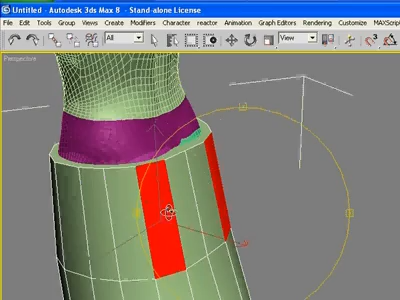 Untitled - Autodesk 3ds Max 8 - Stand-alone License
File Edit Tools Group Views Create Modifiers Character reactor Animation Graph Editors Rendering Customize MAXScript
All View 3
Perspective